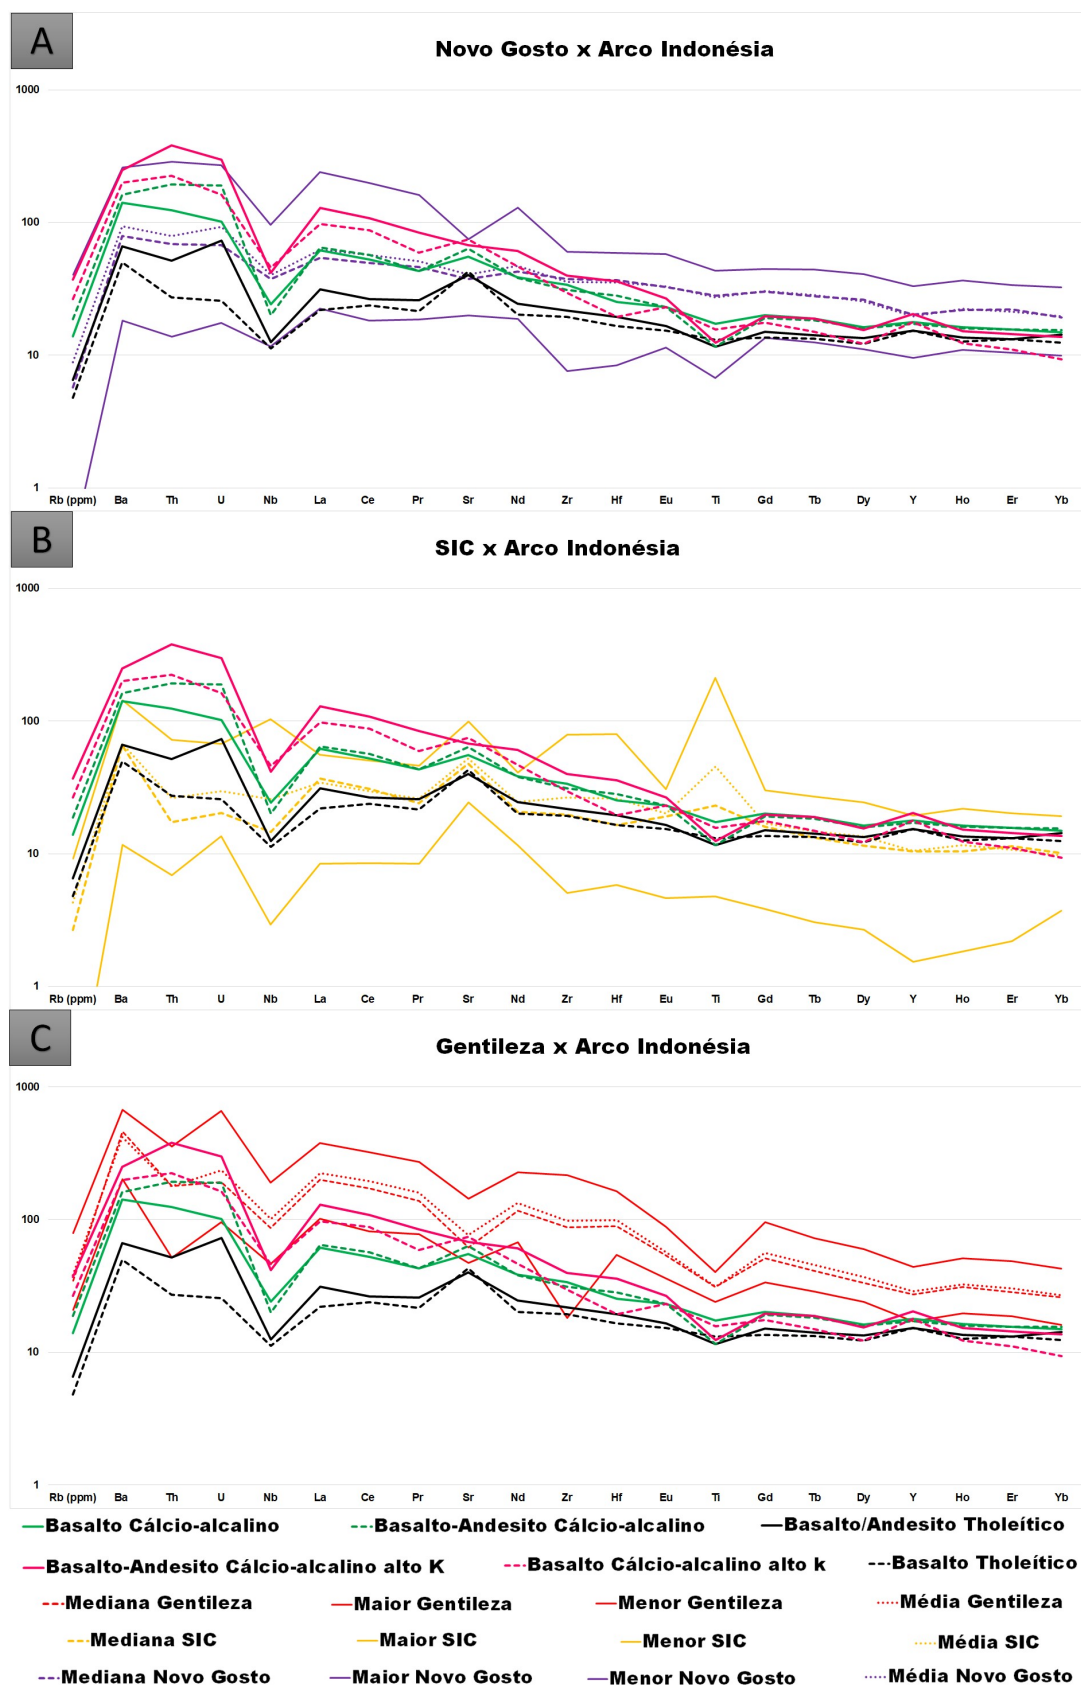 A
Novo Gosto x Arco Indonésia
1000
100
10
1
Rb (ppm) Ba Th U Nb La Ce Pr Sr Nd Zr Hf Eu Ti Gd Tb Dy Y Ho Er Yb
B
SIC x Arco Indonésia
1000
100
10
1
Rb (ppm) Ba Th U Nb La Ce Pr Sr Nd Zr Hf Eu Ti Gd Tb Dy Y Ho Er Yb
C
Gentileza x Arco Indonésia
1000
100
10
1
Rb (ppm) Ba Th U Nb La Ce Pr Sr Nd Zr Hf Eu Ti Gd Tb Dy Y Ho Er Yb
Basalto Cálcio-alcalino Basalto-Andesito Cálcio-alcalino Basalto/Andesito Tholeítico
Basalto-Andesito Cálcio-alcalino alto K Basalto Cálcio-alcalino alto k Basalto Tholeítico
Mediana Gentileza Maior Gentileza Menor Gentileza Média Gentileza
Mediana SIC Maior SIC Menor SIC Média SIC
Mediana Novo Gosto Maior Novo Gosto Menor Novo Gosto Média Novo Gosto